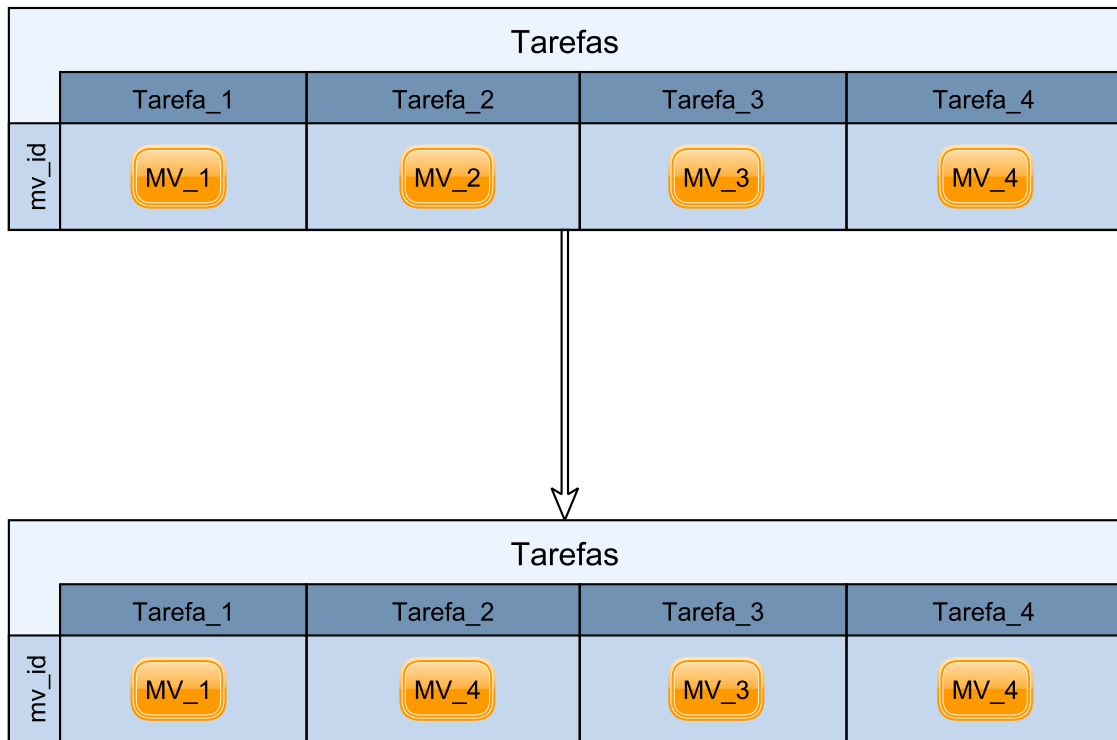 Tarefas
Tarefa_1 Tarefa_2 Tarefa_3 Tarefa_4
mv_id MV_1 MV_2 MV_3 MV_4
Tarefas
Tarefa_1 Tarefa_2 Tarefa_3 Tarefa_4
mv_id MV_1 MV_4 MV_3 MV_4